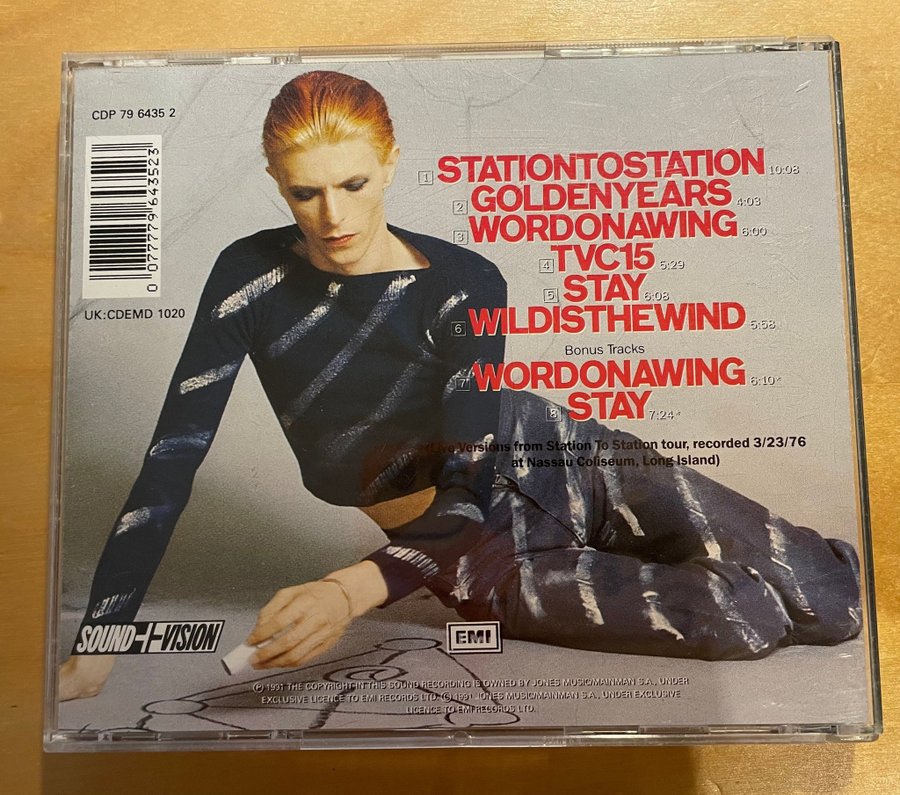 CDP 79 6435 2
0 07777 96435 2 3
UK:CDEMD 1020
1 STATIONTOSTATION 10:08
2 GOLDENYEARS 4:03
3 WORDONAWING 6:00
4 TVC15 5:29
5 STAY 6:08
6 WILDISTHEWIND 5:58
Bonus Tracks
7 WORDONAWING 6:10*
8 STAY 7:24*
(Live Versions from Station To Station tour, recorded 3/23/76
at Nassau Coliseum, Long Island)
SOUND+VISION
EMI
℗ 1991 THE COPYRIGHT IN THIS SOUND RECORDING IS OWNED BY JONES MUSIC/MAINMAN S.A., UNDER
EXCLUSIVE LICENCE TO EMI RECORDS LTD. © 1991 JONES MUSIC/MAINMAN S.A., UNDER EXCLUSIVE
LICENCE TO EMI RECORDS LTD.